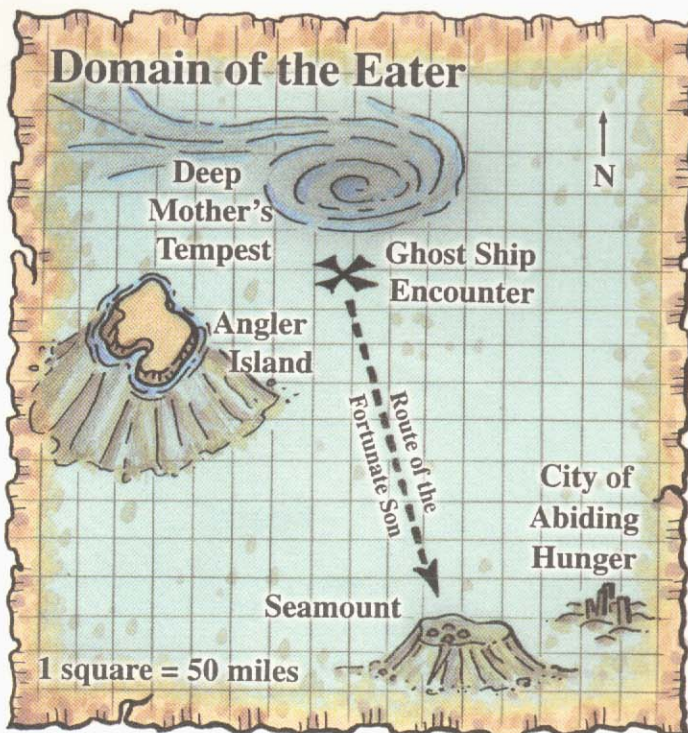 Domain of the Eater
N
Deep
Mother's
Tempest
Ghost Ship
Encounter
Angler
Island
Route of the
Fortunate Son
City of
Abiding
Hunger
Seamount
1 square = 50 miles